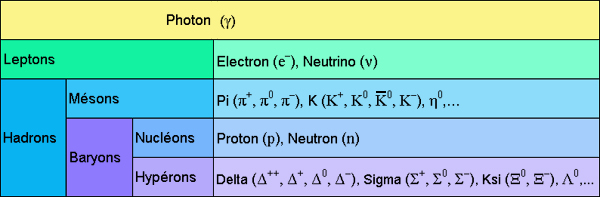 Photon (γ)
Leptons Electron (e⁻), Neutrino (ν)
Mésons Pi (π⁺, π⁰, π⁻), K (K⁺, K⁰, K̅⁰, K⁻), η⁰,...
Hadrons Baryons Nucléons Proton (p), Neutron (n)
Hypérons Delta (Δ⁺⁺, Δ⁺, Δ⁰, Δ⁻), Sigma (Σ⁺, Σ⁰, Σ⁻), Ksi (Ξ⁰, Ξ⁻), Λ⁰,...